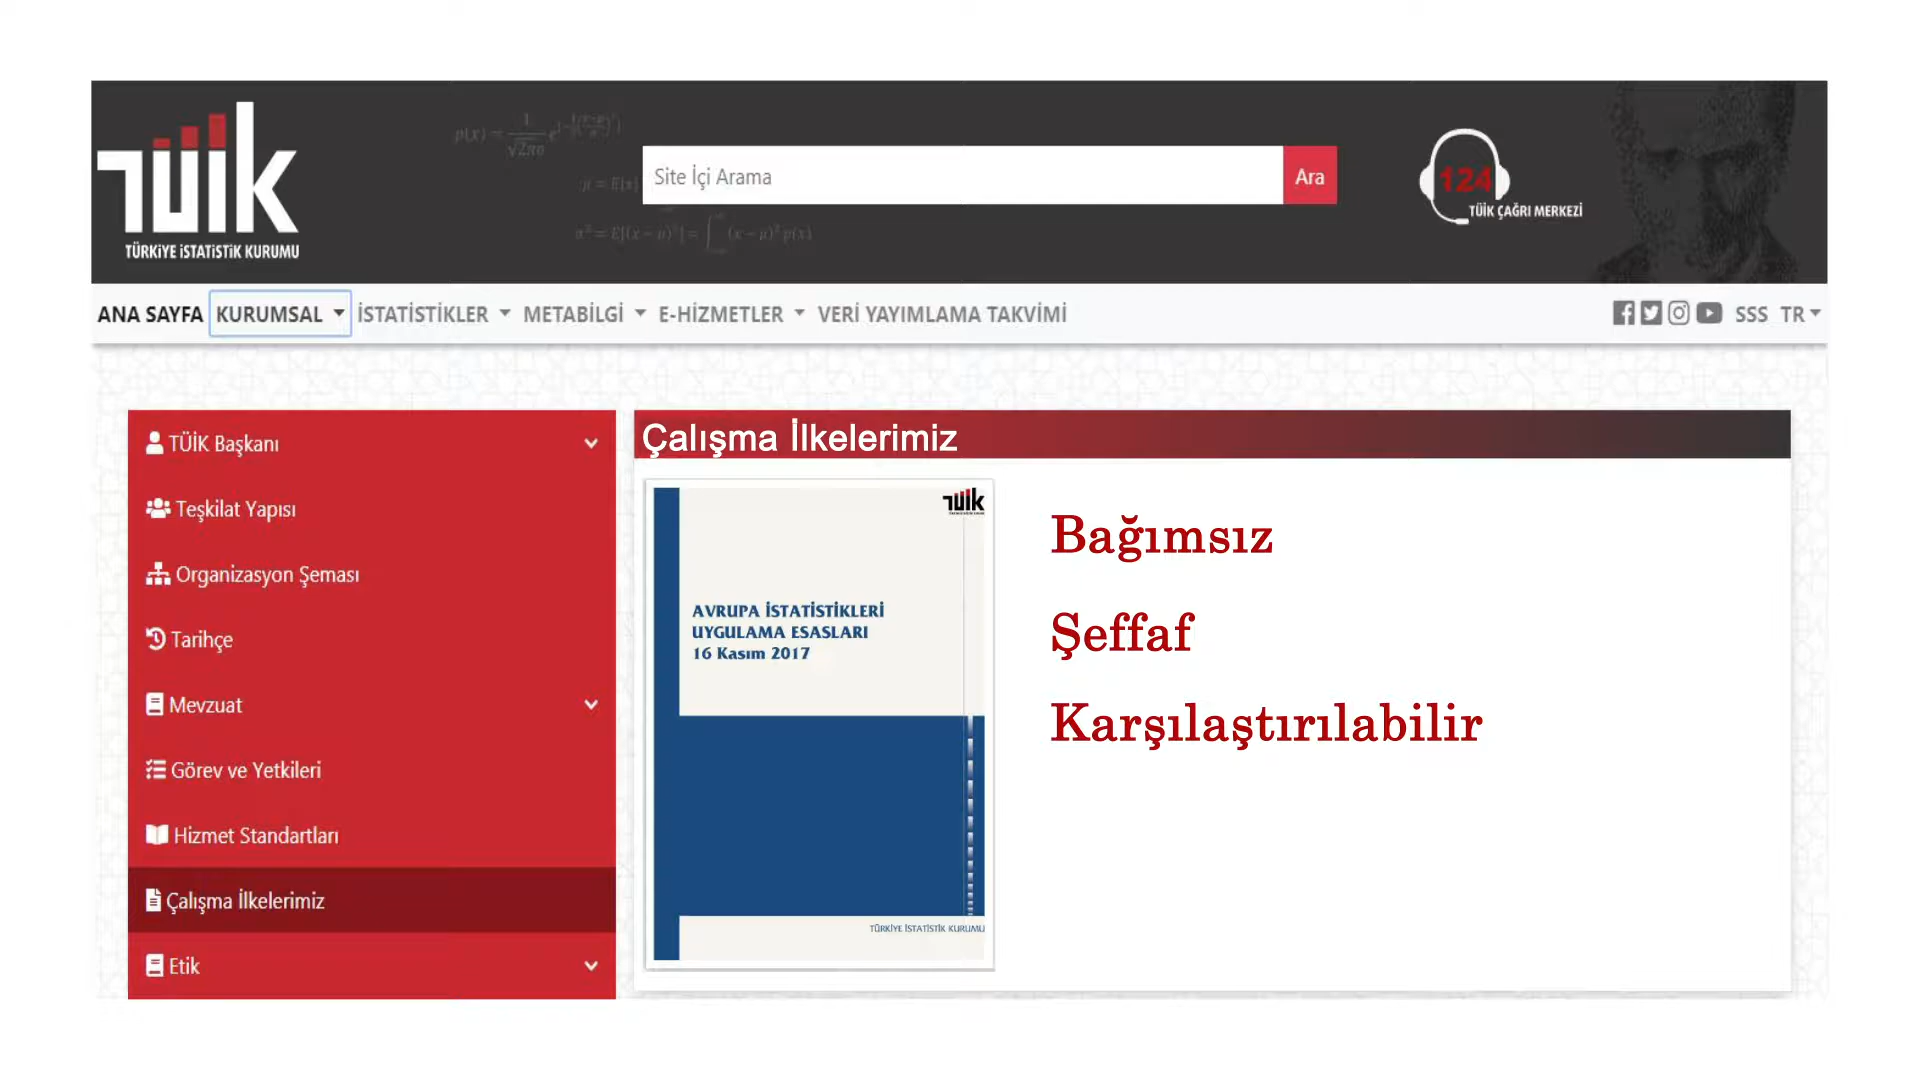 TÜİK
TÜRKİYE İSTATİSTİK KURUMU
Site İçi Arama
Ara
124
TÜİK ÇAĞRI MERKEZİ
ANA SAYFA KURUMSAL İSTATİSTİKLER METABİLGİ E-HİZMETLER VERİ YAYIMLAMA TAKVİMİ SSS TR
TÜİK Başkanı
Teşkilat Yapısı
Organizasyon Şeması
Tarihçe
Mevzuat
Görev ve Yetkileri
Hizmet Standartları
Çalışma İlkelerimiz
Etik
Çalışma İlkelerimiz
TÜİK
AVRUPA İSTATİSTİKLERİ
UYGULAMA ESASLARI
16 Kasım 2017
TÜRKİYE İSTATİSTİK KURUMU
Bağımsız
Şeffaf
Karşılaştırılabilir